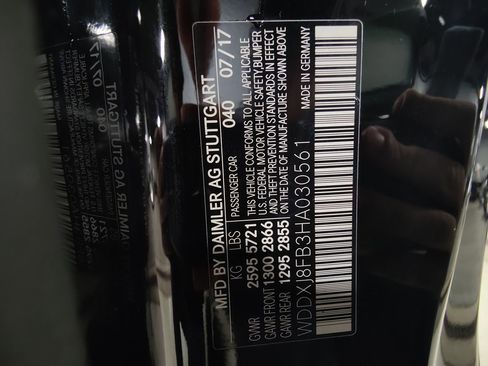 MFD BY DAIMLER AG STUTTGART
040 07/17
KG LBS PASSENGER CAR
GVWR 2595 5721 THIS VEHICLE CONFORMS TO ALL APPLICABLE
U.S. FEDERAL MOTOR VEHICLE SAFETY,BUMPER
GAWR FRONT 1300 2866 AND THEFT PREVENTION STANDARDS IN EFFECT
GAWR REAR 1295 2855 ON THE DATE OF MANUFACTURE SHOWN ABOVE
WDDXJ8FB3HA030561
MADE IN GERMANY